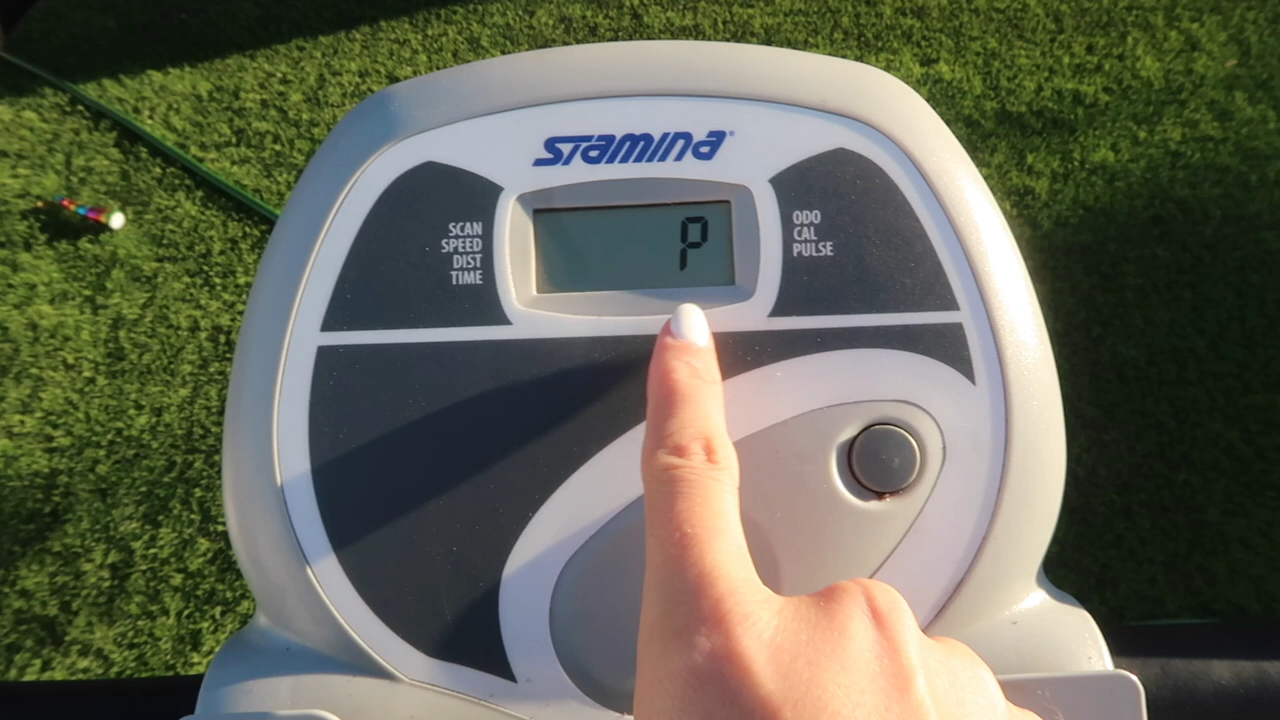 STAMINA®
P
SCAN
SPEED
DIST
TIME
ODO
CAL
PULSE